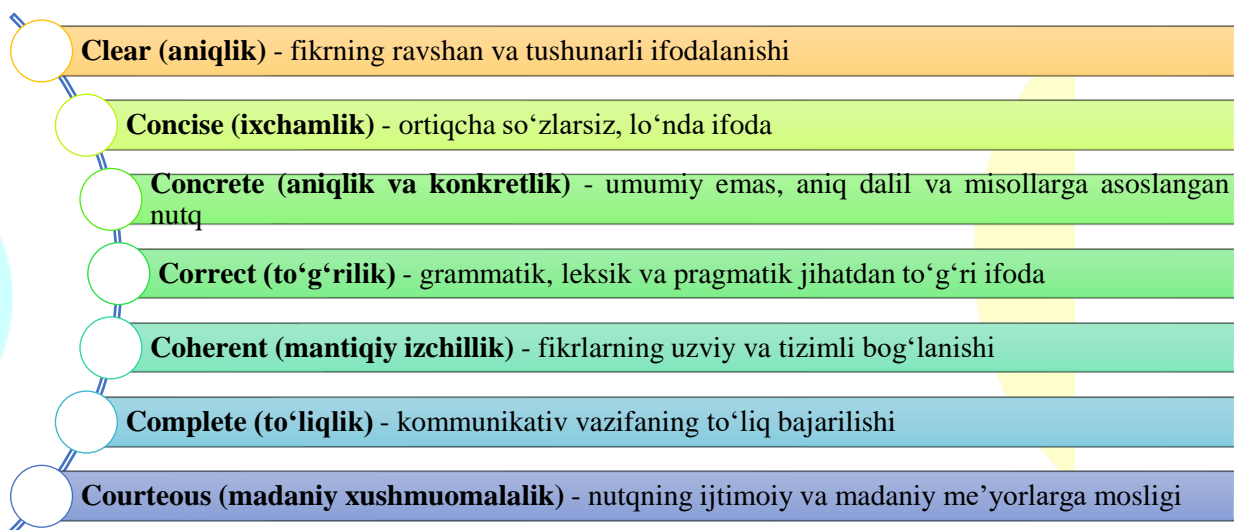 Clear (aniqlik) - fikrning ravshan va tushunarli ifodalanishi
Concise (ixchamlik) - ortiqcha so‘zlarsiz, lo‘nda ifoda
Concrete (aniqlik va konkretlik) - umumiy emas, aniq dalil va misollarga asoslangan
nutq
Correct (to‘g‘rilik) - grammatik, leksik va pragmatik jihatdan to‘g‘ri ifoda
Coherent (mantiqiy izchillik) - fikrlarning uzviy va tizimli bog‘lanishi
Complete (to‘liqlik) - kommunikativ vazifaning to‘liq bajarilishi
Courteous (madaniy xushmuomalalik) - nutqning ijtimoiy va madaniy me’yorlarga mosligi